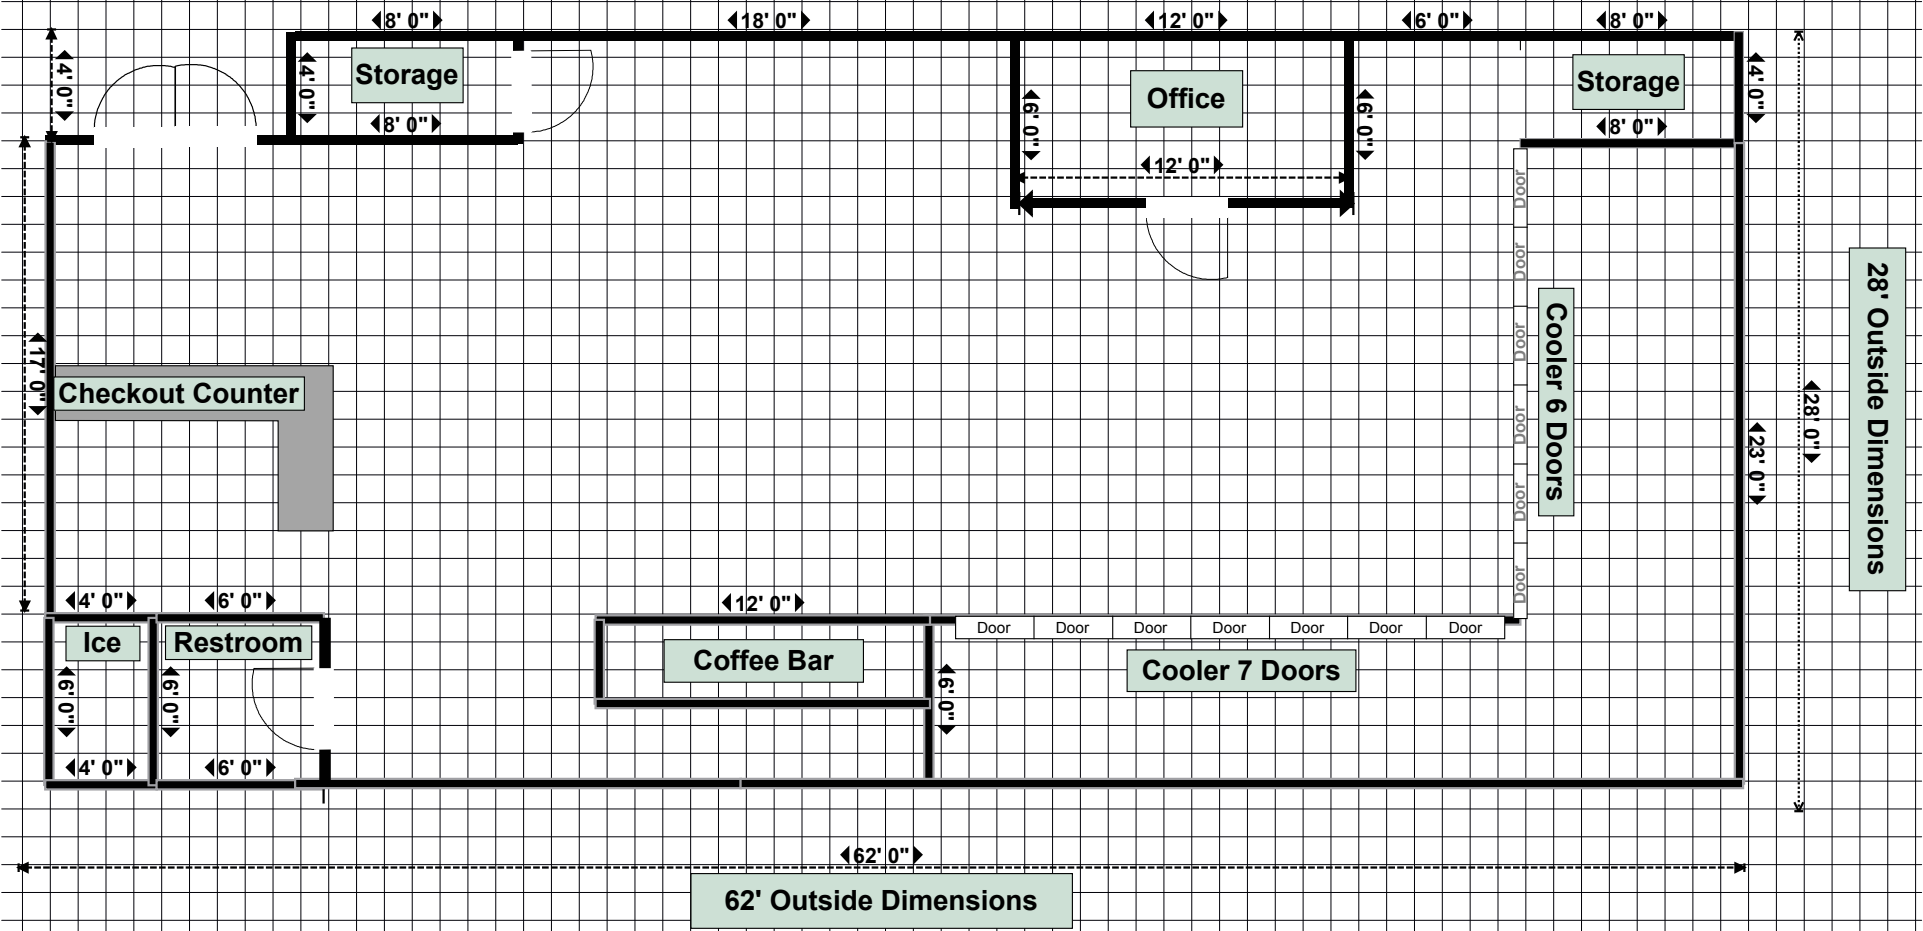 8' 0"
18' 0"
12' 0"
6' 0"
8' 0"
4' 0"
4' 0"
Storage
8' 0"
Office
6' 0"
6' 0"
12' 0"
Storage
4' 0"
8' 0"
Door
Door
Door
Door
Door
Door
Cooler 6 Doors
28' Outside Dimensions
28' 0"
23' 0"
17' 0"
Checkout Counter
4' 0"
6' 0"
Ice
Restroom
6' 0"
6' 0"
4' 0"
6' 0"
12' 0"
Coffee Bar
6' 0"
Door
Door
Door
Door
Door
Door
Door
Cooler 7 Doors
62' 0"
62' Outside Dimensions